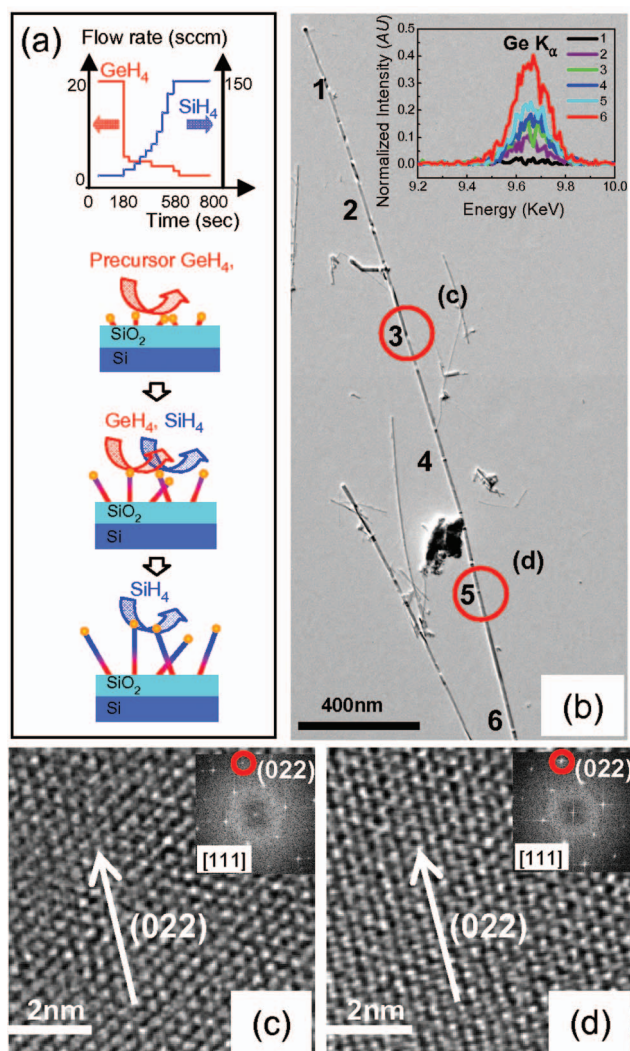 (a)
Flow rate (sccm)
GeH4
20
150
SiH4
0
0 180 580 800
Time (sec)
Precursor GeH4,
SiO2
Si
GeH4, SiH4
SiO2
Si
SiH4
SiO2
Si
Normalized Intensity (AU)
0.5
0.4
0.3
0.2
0.1
0.0
Ge Kα
1
2
3
4
5
6
9.2 9.4 9.6 9.8 10.0
Energy (KeV)
1
2
(c)
3
4
(d)
5
400nm
6
(b)
(022)
[111]
(022)
2nm
(c)
(022)
[111]
(022)
2nm
(d)